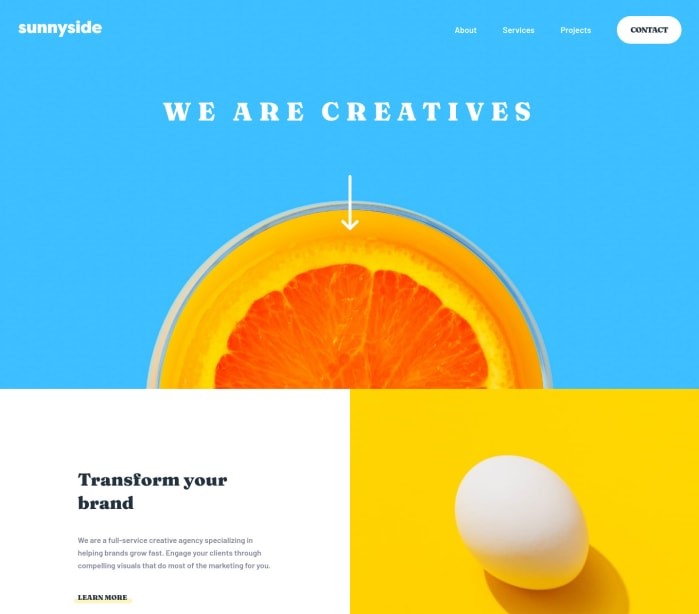 sunnyside
About Services Projects CONTACT
WE ARE CREATIVES
Transform your
brand
We are a full-service creative agency specializing in
helping brands grow fast. Engage your clients through
compelling visuals that do most of the marketing for you.
LEARN MORE